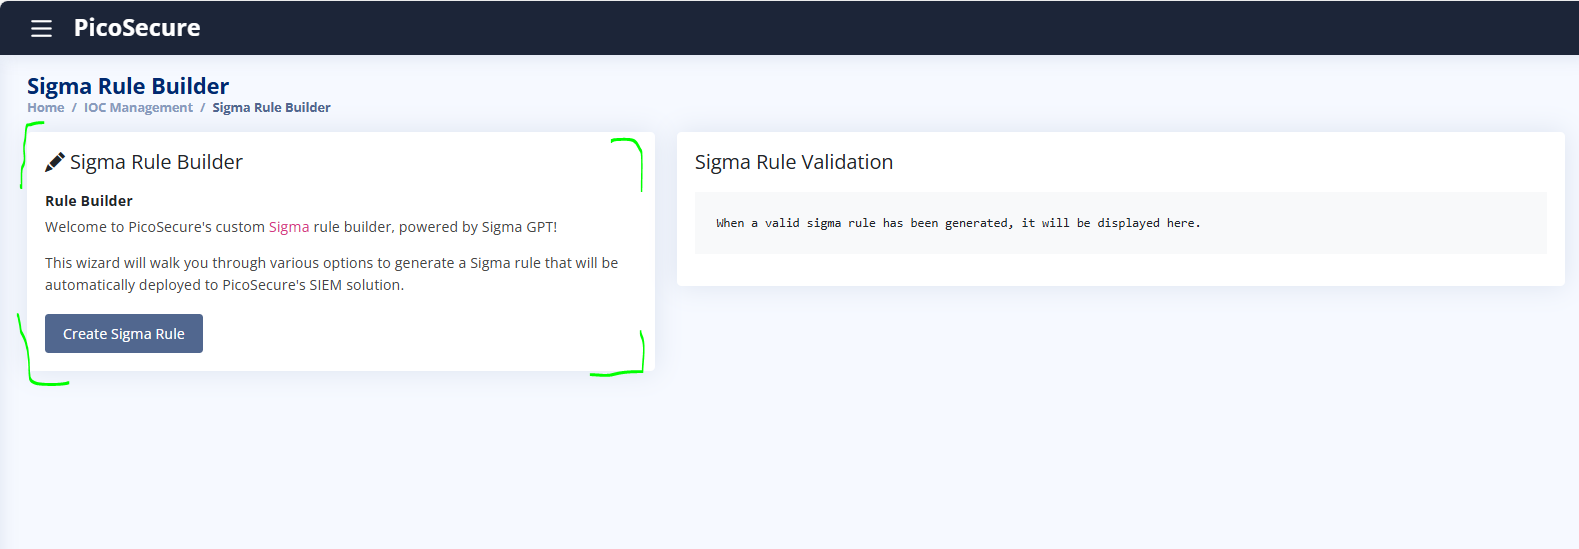 PicoSecure
Sigma Rule Builder
Home / IOC Management / Sigma Rule Builder
Sigma Rule Builder
Rule Builder
Welcome to PicoSecure's custom Sigma rule builder, powered by Sigma GPT!
This wizard will walk you through various options to generate a Sigma rule that will be
automatically deployed to PicoSecure's SIEM solution.
Create Sigma Rule
Sigma Rule Validation
When a valid sigma rule has been generated, it will be displayed here.